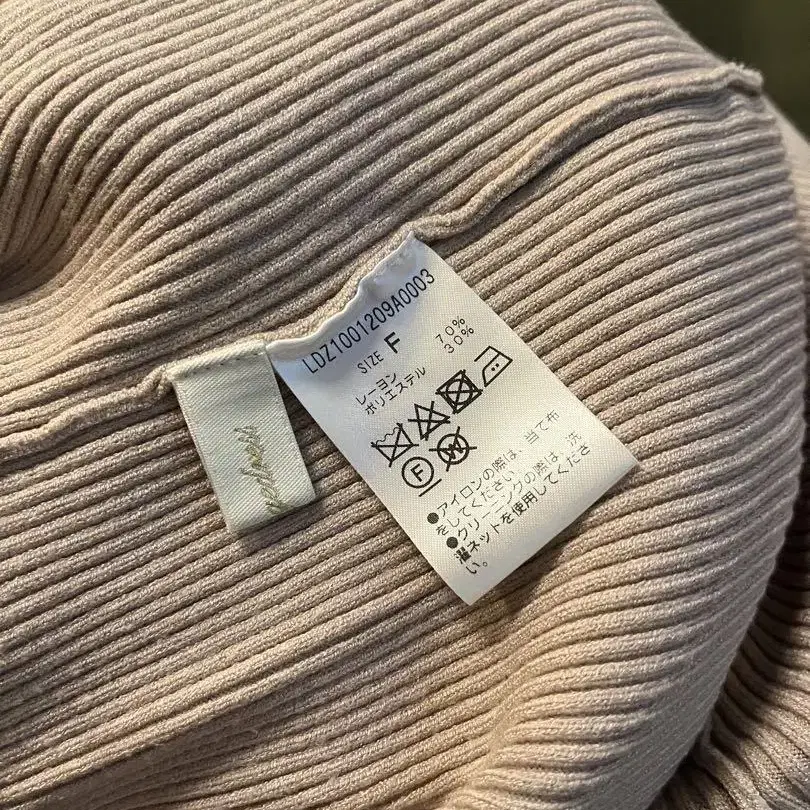 LDZ1001209A0003
SIZE F
レーヨン 70%
ポリエステル 30%
F
W
●アイロンの際は、当て布
をしてください。
●クリーニングの際は、洗
濯ネットを使用してくださ
い。